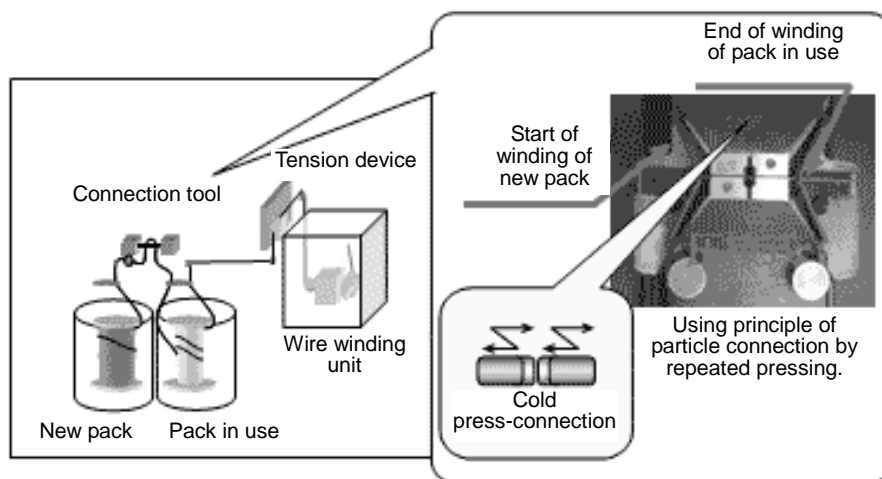 End of winding
of pack in use
Start of
winding of
new pack
Tension device
Connection tool
Wire winding
unit
New pack
Pack in use
Using principle of
particle connection by
repeated pressing.
Cold
press-connection